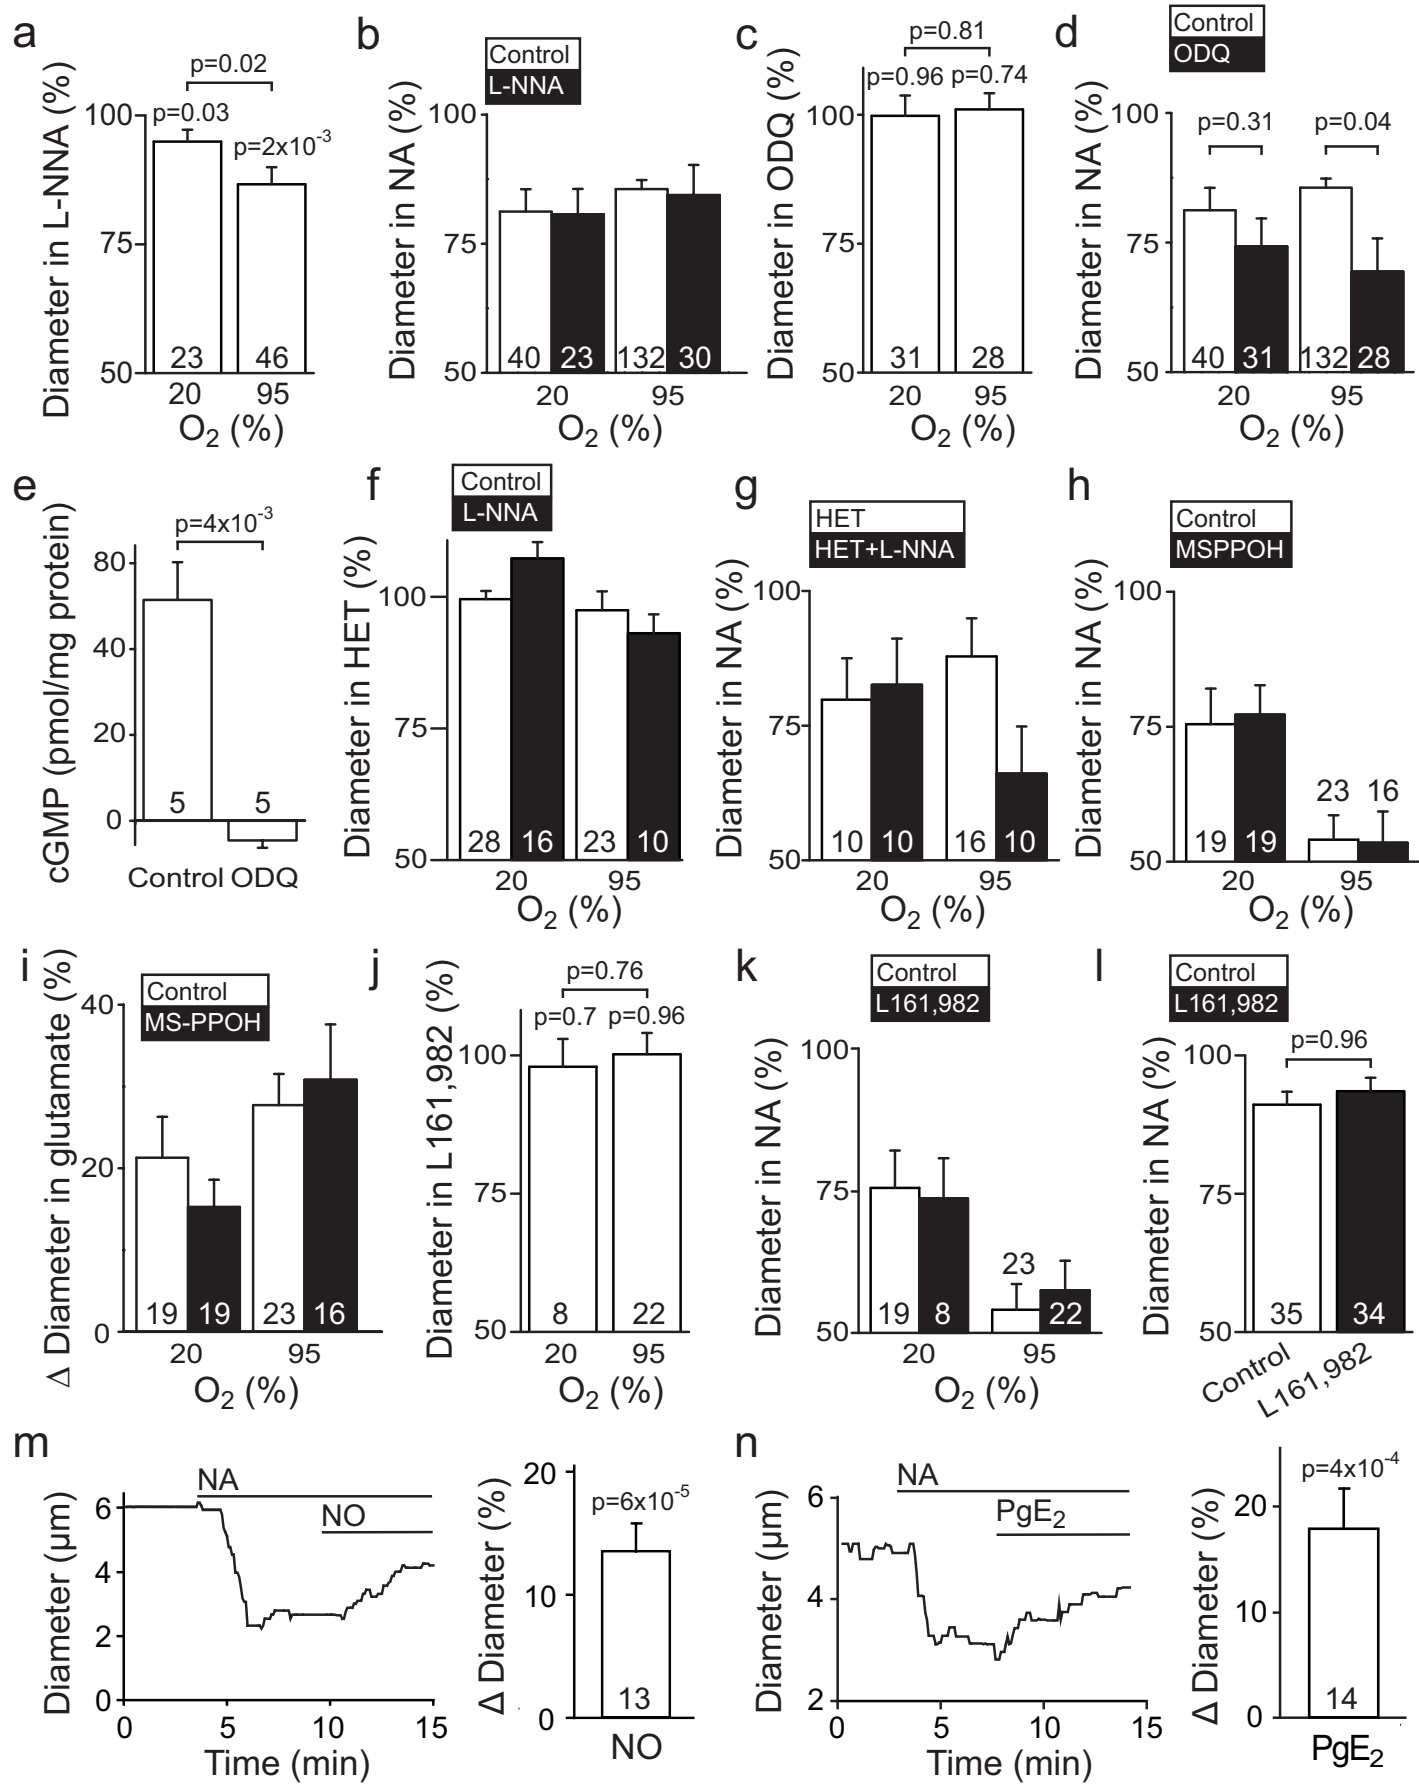 a
p=0.02
p=0.03
p=2x10-3
Diameter in L-NNA (%)
100
75
50
23
46
20
95
O2 (%)
b
Control
L-NNA
Diameter in NA (%)
100
75
50
40
23
132
30
20
95
O2 (%)
c
p=0.81
p=0.96
p=0.74
Diameter in ODQ (%)
100
75
50
31
28
20
95
O2 (%)
d
Control
ODQ
p=0.31
p=0.04
Diameter in NA (%)
100
75
50
40
31
132
28
20
95
O2 (%)
e
p=4x10-3
cGMP (pmol/mg protein)
80
40
20
0
5
5
Control
ODQ
f
Control
L-NNA
Diameter in HET (%)
100
75
50
28
16
23
10
20
95
O2 (%)
g
HET
HET+L-NNA
Diameter in NA (%)
100
75
50
10
10
16
10
20
95
O2 (%)
h
Control
MSPPOH
Diameter in NA (%)
100
75
50
19
19
23
16
20
95
O2 (%)
i
Control
MS-PPOH
Δ Diameter in glutamate (%)
40
20
0
19
19
23
16
20
95
O2 (%)
j
p=0.76
p=0.7
p=0.96
Diameter in L161,982 (%)
100
75
50
8
22
20
95
O2 (%)
k
Control
L161,982
Diameter in NA (%)
100
75
50
19
8
23
22
20
95
O2 (%)
l
Control
L161,982
p=0.96
Diameter in NA (%)
100
75
50
35
34
Control
L161,982
m
NA
NO
Diameter (µm)
6
4
2
0
0
5
10
15
Time (min)
Δ Diameter (%)
20
10
0
p=6x10-5
13
NO
n
NA
PgE2
Diameter (µm)
6
4
2
0
5
10
15
Time (min)
Δ Diameter (%)
20
10
0
p=4x10-4
14
PgE2